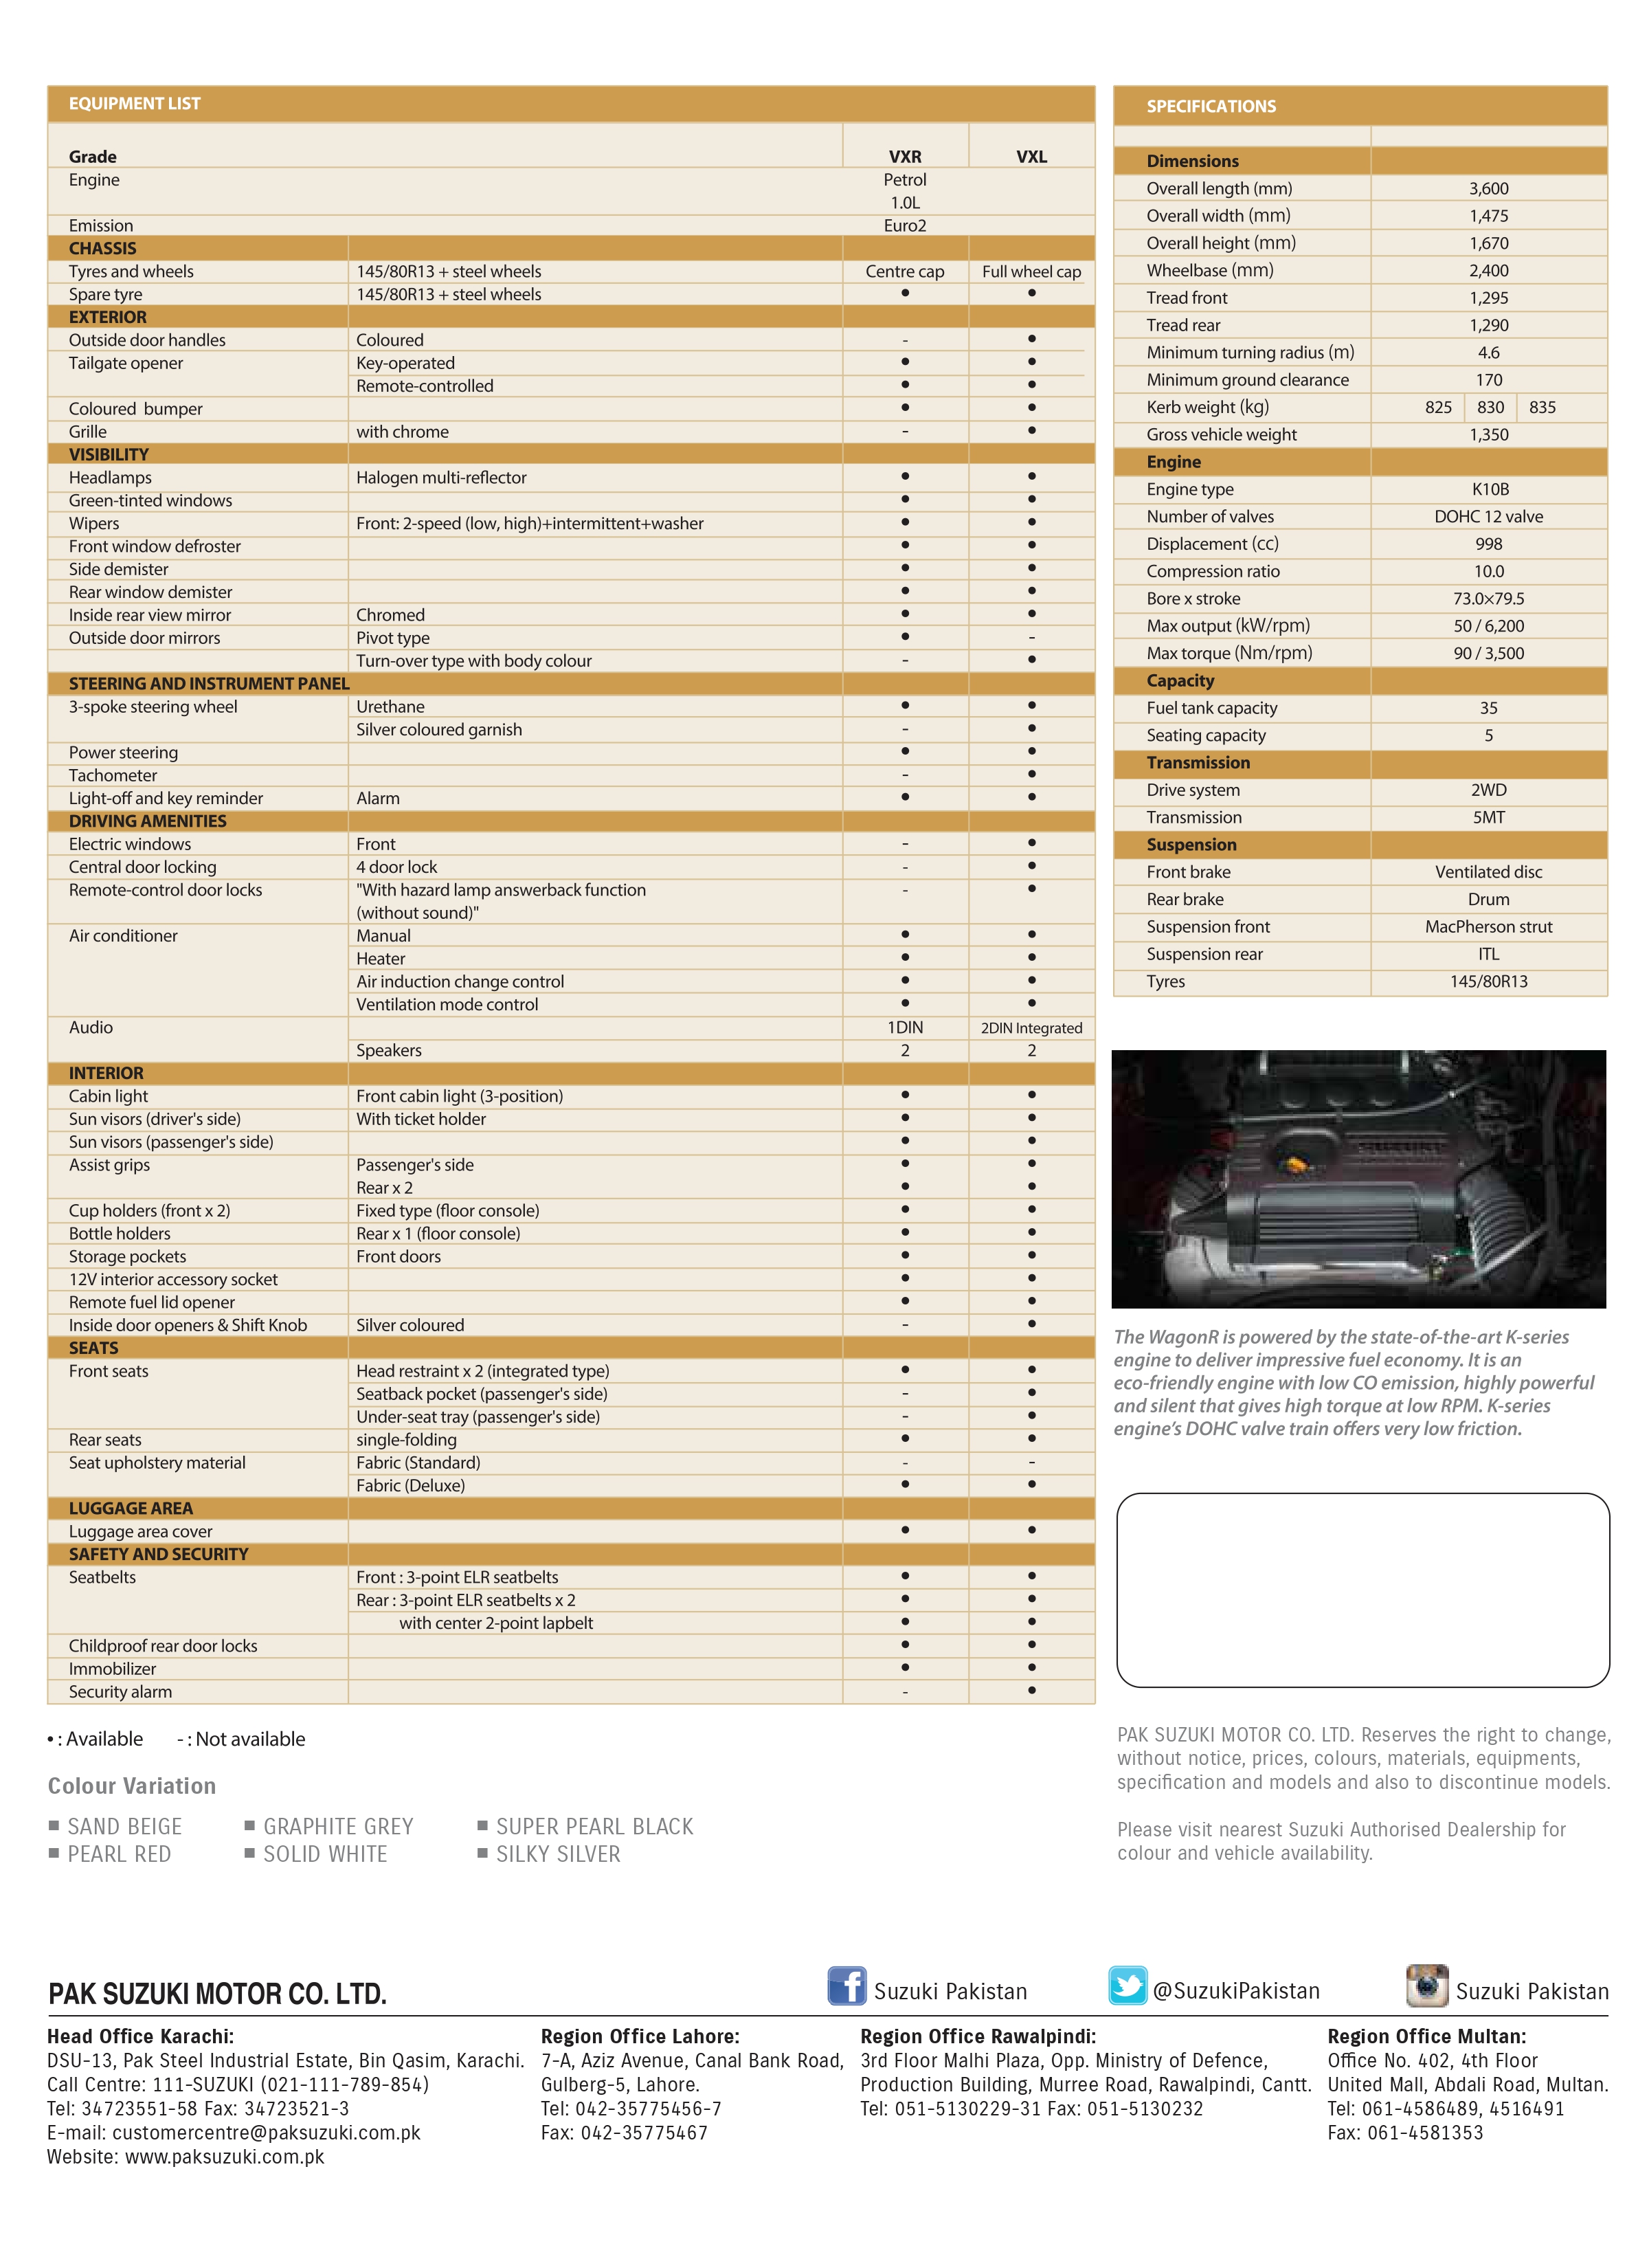 EQUIPMENT LIST
Grade VXR VXL
Engine Petrol
1.0L
Emission Euro2
CHASSIS
Tyres and wheels 145/80R13 + steel wheels Centre cap Full wheel cap
Spare tyre 145/80R13 + steel wheels • •
EXTERIOR
Outside door handles Coloured - •
Tailgate opener Key-operated • •
Remote-controlled • •
Coloured bumper • •
Grille with chrome - •
VISIBILITY
Headlamps Halogen multi-reflector • •
Green-tinted windows • •
Wipers Front: 2-speed (low, high)+intermittent+washer • •
Front window defroster • •
Side demister • •
Rear window demister • •
Inside rear view mirror Chromed • •
Outside door mirrors Pivot type • -
Turn-over type with body colour - •
STEERING AND INSTRUMENT PANEL
3-spoke steering wheel Urethane • •
Silver coloured garnish - •
Power steering • •
Tachometer - •
Light-off and key reminder Alarm • •
DRIVING AMENITIES
Electric windows Front - •
Central door locking 4 door lock - •
Remote-control door locks "With hazard lamp answerback function - •
(without sound)"
Air conditioner Manual • •
Heater • •
Air induction change control • •
Ventilation mode control • •
Audio 1DIN 2DIN Integrated
Speakers 2 2
INTERIOR
Cabin light Front cabin light (3-position) • •
Sun visors (driver's side) With ticket holder • •
Sun visors (passenger's side) • •
Assist grips Passenger's side • •
Rear x 2 • •
Cup holders (front x 2) Fixed type (floor console) • •
Bottle holders Rear x 1 (floor console) • •
Storage pockets Front doors • •
12V interior accessory socket • •
Remote fuel lid opener • •
Inside door openers & Shift Knob Silver coloured - •
SEATS
Front seats Head restraint x 2 (integrated type) • •
Seatback pocket (passenger's side) - •
Under-seat tray (passenger's side) - •
Rear seats single-folding • •
Seat upholstery material Fabric (Standard) - -
Fabric (Deluxe) • •
LUGGAGE AREA
Luggage area cover • •
SAFETY AND SECURITY
Seatbelts Front : 3-point ELR seatbelts • •
Rear : 3-point ELR seatbelts x 2 • •
with center 2-point lapbelt • •
Childproof rear door locks • •
Immobilizer • •
Security alarm - •
• : Available - : Not available
Colour Variation
■ SAND BEIGE ■ GRAPHITE GREY ■ SUPER PEARL BLACK
■ PEARL RED ■ SOLID WHITE ■ SILKY SILVER
SPECIFICATIONS
Dimensions
Overall length (mm) 3,600
Overall width (mm) 1,475
Overall height (mm) 1,670
Wheelbase (mm) 2,400
Tread front 1,295
Tread rear 1,290
Minimum turning radius (m) 4.6
Minimum ground clearance 170
Kerb weight (kg) 825 830 835
Gross vehicle weight 1,350
Engine
Engine type K10B
Number of valves DOHC 12 valve
Displacement (cc) 998
Compression ratio 10.0
Bore x stroke 73.0×79.5
Max output (kW/rpm) 50 / 6,200
Max torque (Nm/rpm) 90 / 3,500
Capacity
Fuel tank capacity 35
Seating capacity 5
Transmission
Drive system 2WD
Transmission 5MT
Suspension
Front brake Ventilated disc
Rear brake Drum
Suspension front MacPherson strut
Suspension rear ITL
Tyres 145/80R13
SUZUKI
The WagonR is powered by the state-of-the-art K-series
engine to deliver impressive fuel economy. It is an
eco-friendly engine with low CO emission, highly powerful
and silent that gives high torque at low RPM. K-series
engine's DOHC valve train offers very low friction.
PAK SUZUKI MOTOR CO. LTD. Reserves the right to change,
without notice, prices, colours, materials, equipments,
specification and models and also to discontinue models.
Please visit nearest Suzuki Authorised Dealership for
colour and vehicle availability.
PAK SUZUKI MOTOR CO. LTD.
f Suzuki Pakistan
@SuzukiPakistan
Suzuki Pakistan
Head Office Karachi:
DSU-13, Pak Steel Industrial Estate, Bin Qasim, Karachi.
Call Centre: 111-SUZUKI (021-111-789-854)
Tel: 34723551-58 Fax: 34723521-3
E-mail: customercentre@paksuzuki.com.pk
Website: www.paksuzuki.com.pk
Region Office Lahore:
7-A, Aziz Avenue, Canal Bank Road,
Gulberg-5, Lahore.
Tel: 042-35775456-7
Fax: 042-35775467
Region Office Rawalpindi:
3rd Floor Malhi Plaza, Opp. Ministry of Defence,
Production Building, Murree Road, Rawalpindi, Cantt.
Tel: 051-5130229-31 Fax: 051-5130232
Region Office Multan:
Office No. 402, 4th Floor
United Mall, Abdali Road, Multan.
Tel: 061-4586489, 4516491
Fax: 061-4581353